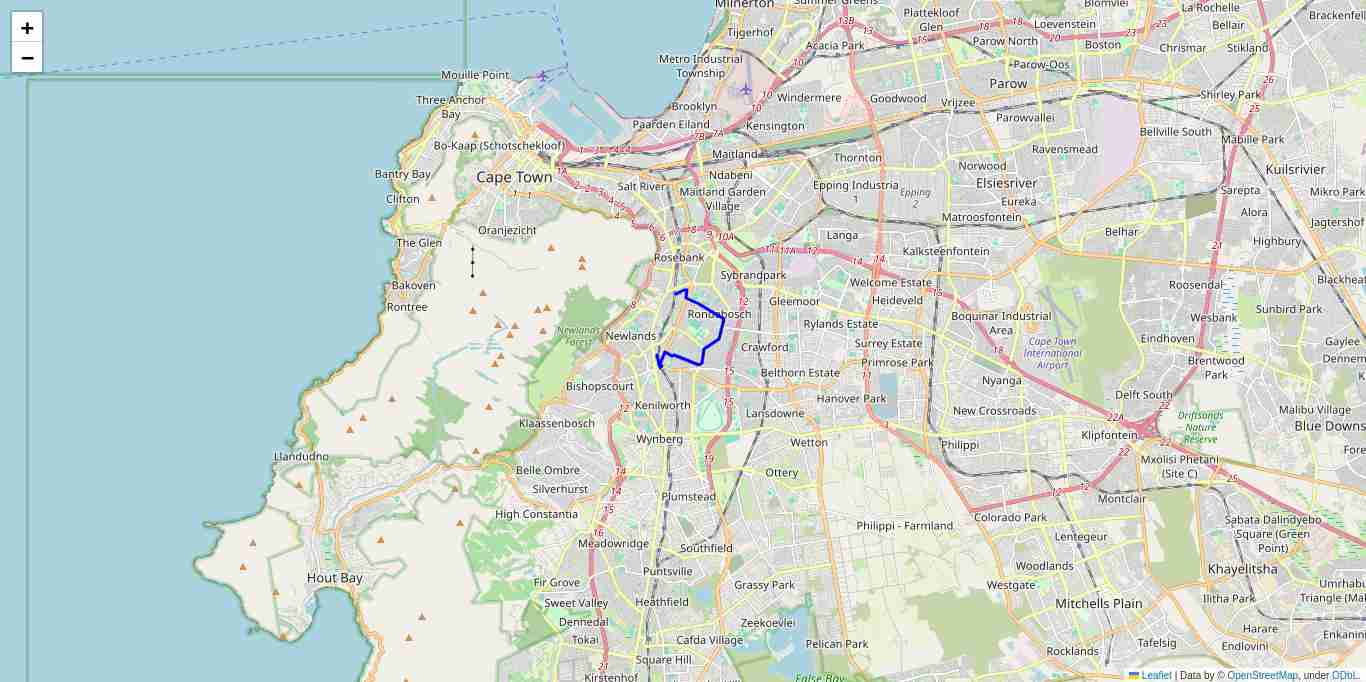 +
−
Milnerton
Summer Greens
Plattekloof
Glen
Blomvlei
La Rochelle
Bellair
Brackenfell
Loevenstein
Tijgerhof
Acacia Park
Parow North
Boston
Chrismar
Stikland
Metro Industrial
Township
Parow-Oos
Mouille Point
Parow
Three Anchor
Bay
Brooklyn
Windermere
Goodwood
Vrijzee
Shirley Park
Paarden Eiland
Kensington
Parowvallei
Bellville South
Mabille Park
Bo-Kaap (Schotschekloof)
Maitland
Thornton
Ravensmead
Norwood
Kuilsrivier
Bantry Bay
Cape Town
Salt River
Ndabeni
Maitland Garden
Village
Epping Industria
1
Epping
2
Elsiesriver
Eureka
Sarepta
Mikro Park
Clifton
Matroosfontein
Alora
Jagtershof
Oranjezicht
Langa
Belhar
Highbury
The Glen
Rosebank
Kalksteenfontein
Sybrandpark
Welcome Estate
Roosendal
Blackheath
Bakoven
Gleemoor
Heideveld
Rontree
Rondebosch
Boquinar Industrial
Area
Wesbank
Sunbird Park
Newlands
Forest
Newlands
Rylands Estate
Surrey Estate
Crawford
Cape Town
International
Airport
Eindhoven
Gaylee
Primrose Park
Brentwood
Park
Belthorn Estate
Bishopscourt
Nyanga
Hanover Park
Delft South
Kenilworth
Lansdowne
New Crossroads
Malibu Village
Klaassenbosch
Driftsands
Nature
Reserve
Blue Downs
Wynberg
Wetton
Philippi
Klipfontein
Llandudno
Belle Ombre
Ottery
Mxolisi Phetani
(Site C)
Silverhurst
Plumstead
Montclair
High Constantia
Colorado Park
Sabata Dalindyebo
Square (Green
Point)
Philippi - Farmland
Meadowridge
Southfield
Lentegeur
Hout Bay
Puntsville
Woodlands
Khayelitsha
Fir Grove
Grassy Park
Westgate
Sweet Valley
Heathfield
Mitchells Plain
Ilitha Park
Dennedal
Zeekoevlei
Harare
Tokai
Cafda Village
Pelican Park
Tafelsig
Endlovini
Square Hill
Rocklands
Kirstenhof
False Bay
Leaflet | Data by © OpenStreetMap, under ODbL.